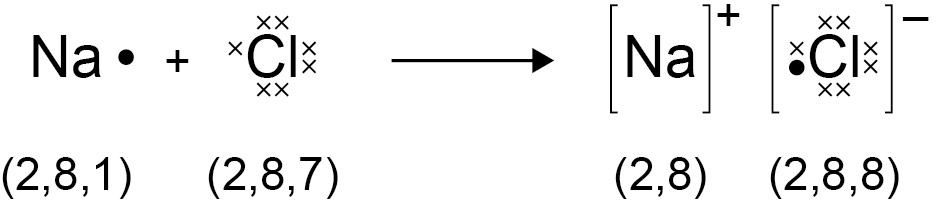 Na • + ×Cl ⟶ [Na]⁺ [×•Cl]⁻
(2,8,1) (2,8,7) (2,8) (2,8,8)